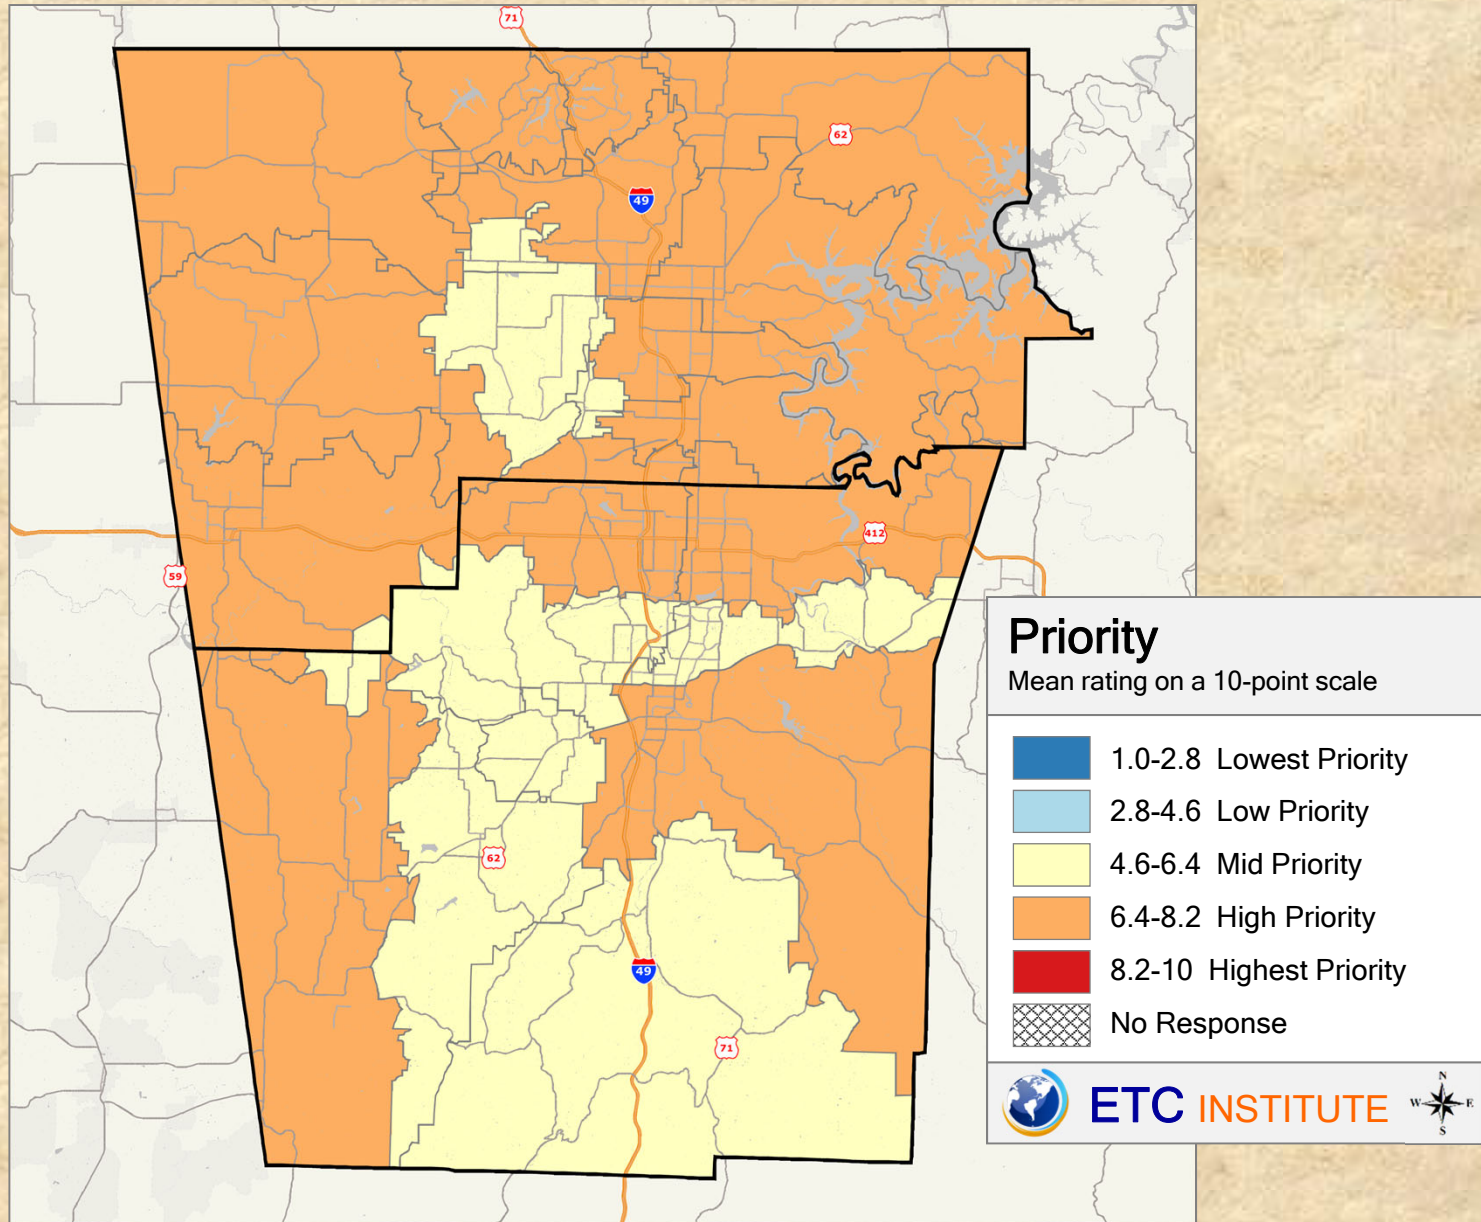 71
62
49
412
59
62
49
71
Priority
Mean rating on a 10-point scale
1.0-2.8 Lowest Priority
2.8-4.6 Low Priority
4.6-6.4 Mid Priority
6.4-8.2 High Priority
8.2-10 Highest Priority
No Response
ETC INSTITUTE
N
W E
S